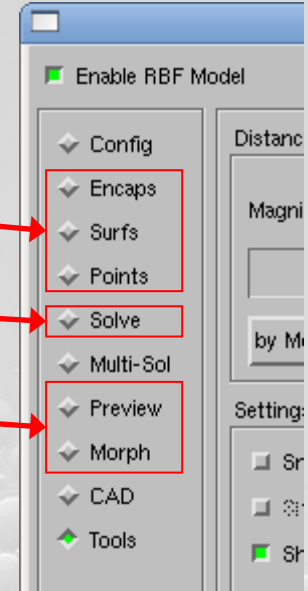 Enable RBF Model
Config
Encaps
Surfs
Points
Solve
Multi-Sol
Preview
Morph
CAD
Tools
Distanc
Magni
by M
Setting
Sr
Sh